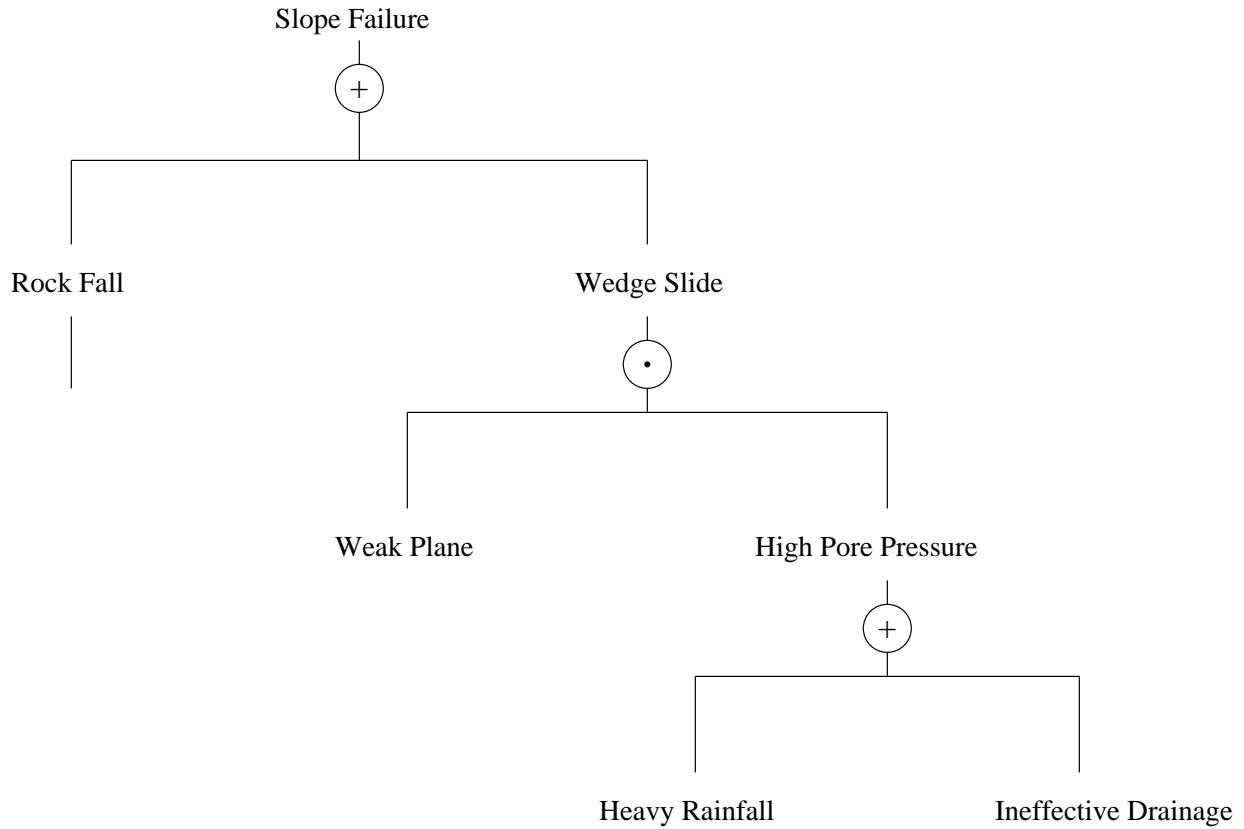 Slope Failure
+
Rock Fall
Wedge Slide
·
Weak Plane
High Pore Pressure
+
Heavy Rainfall
Ineffective Drainage